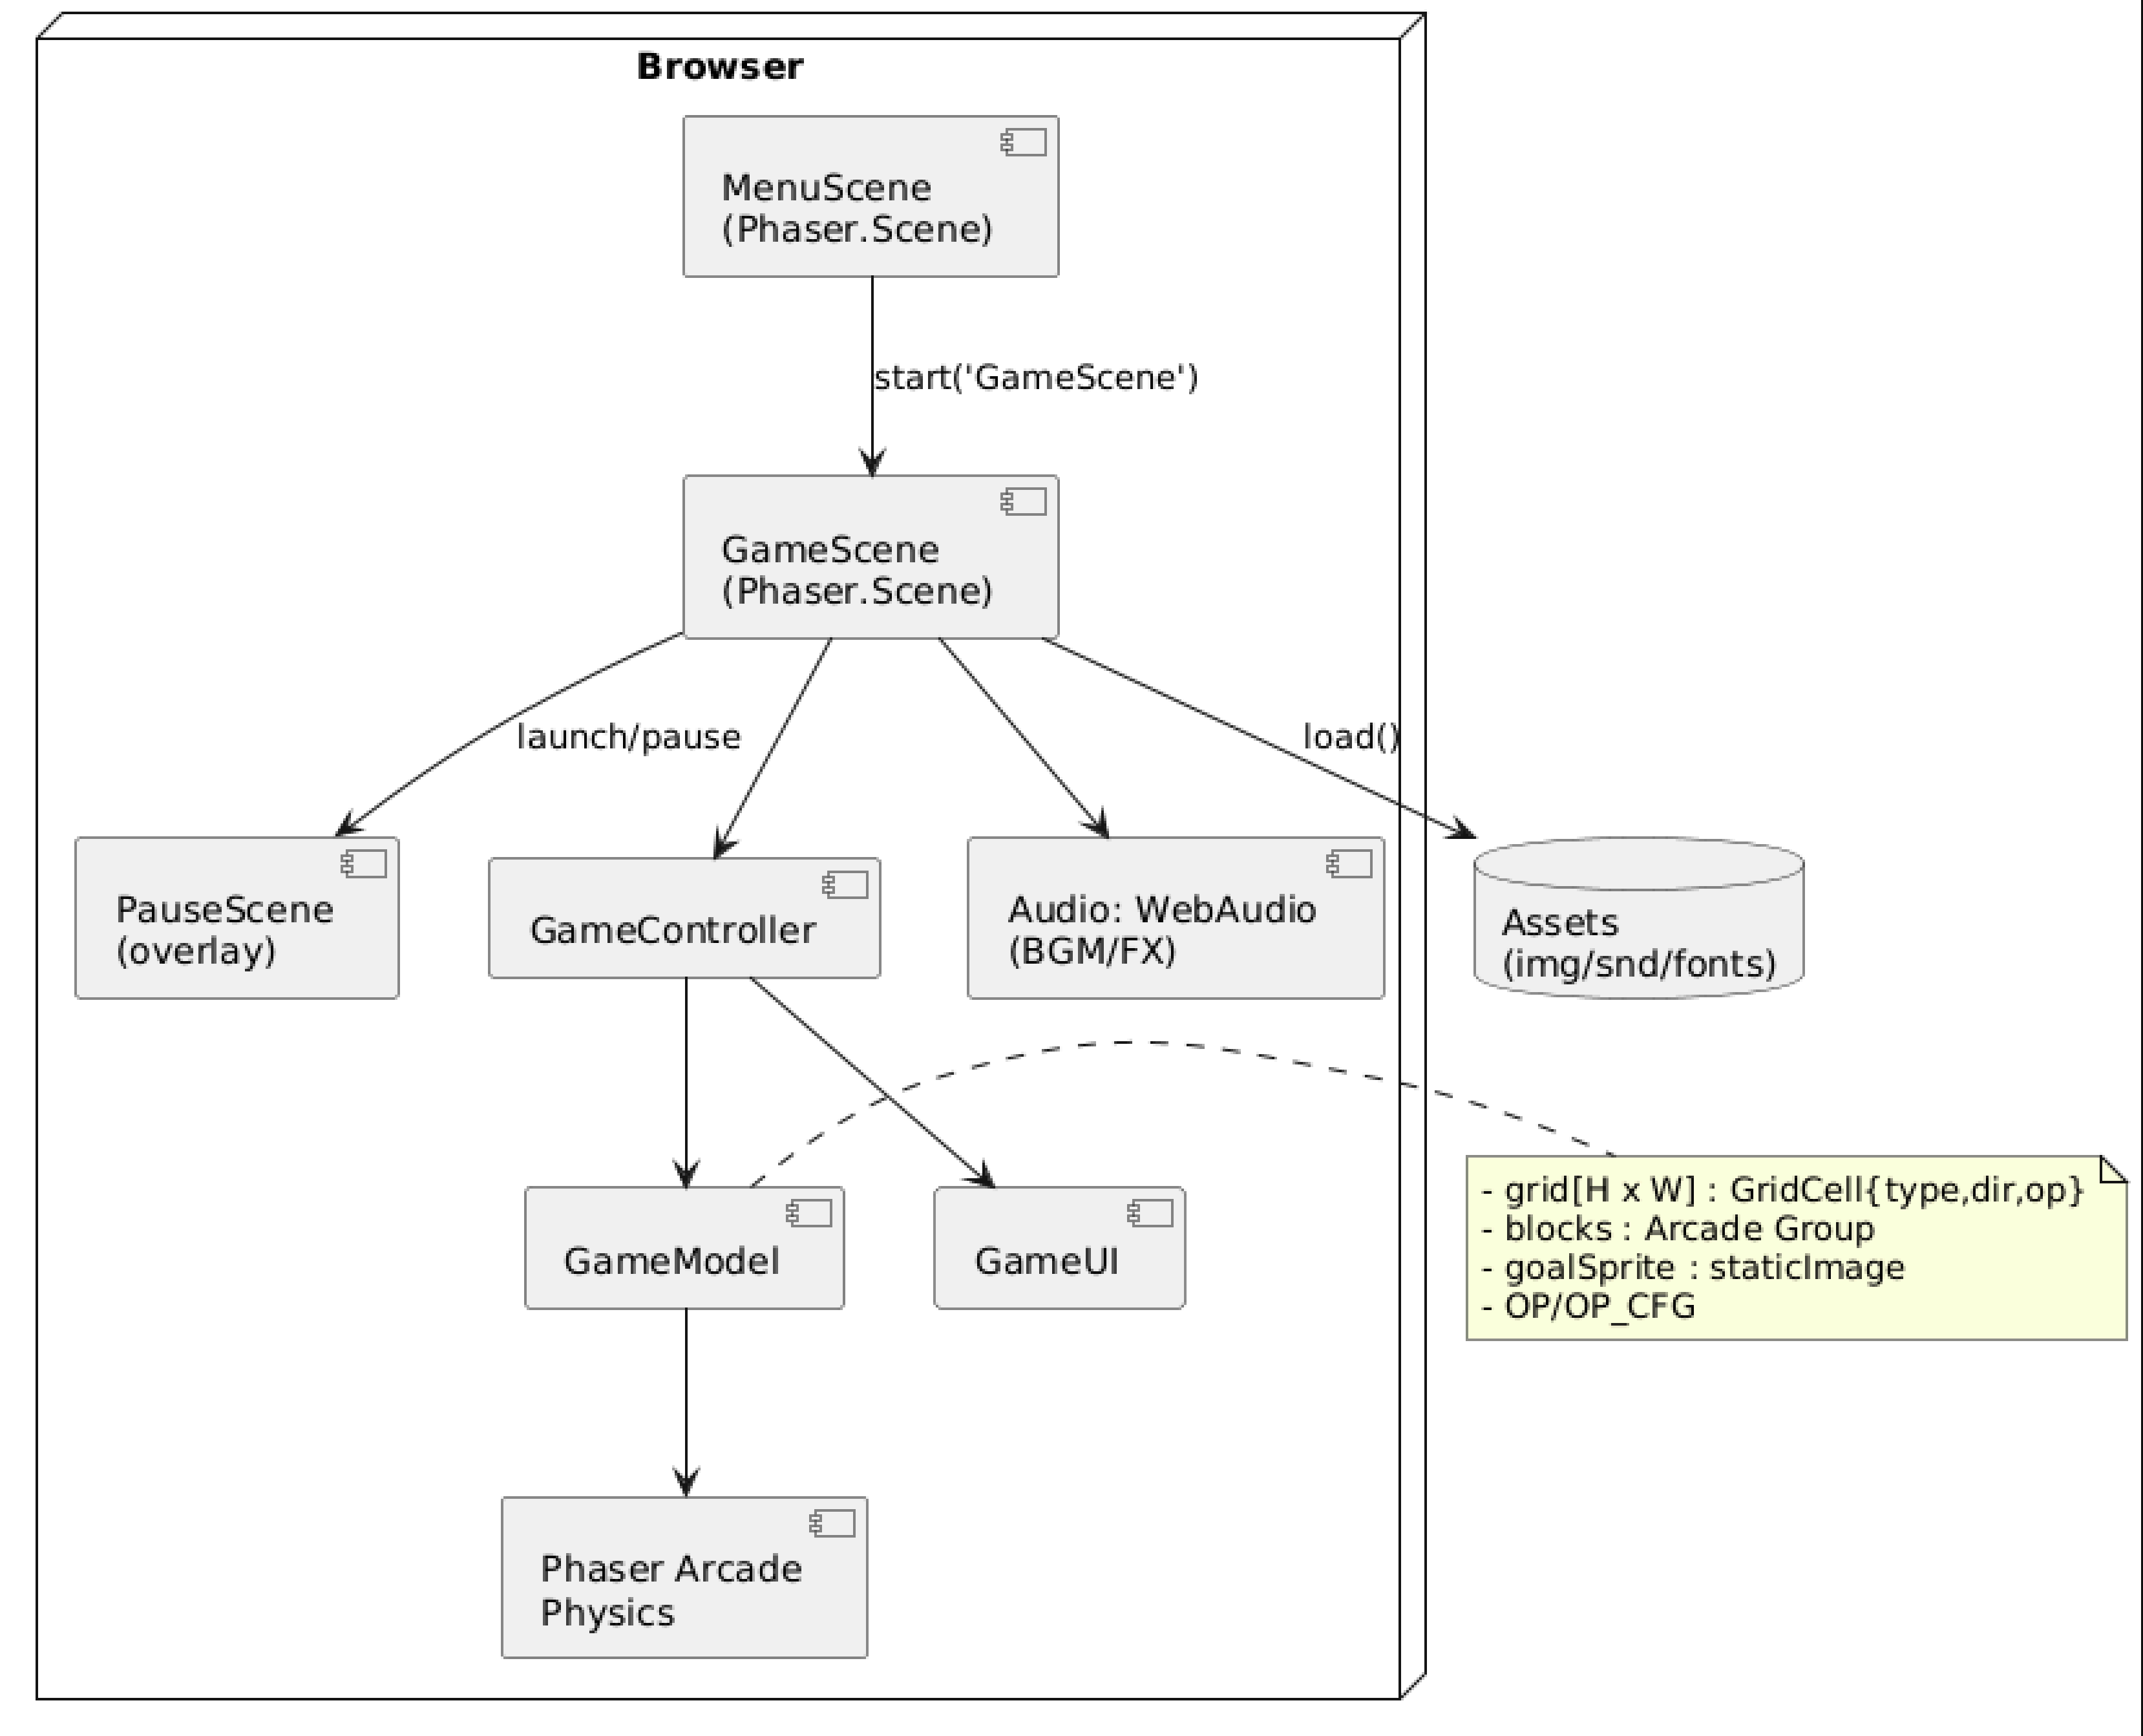 Browser
MenuScene
(Phaser.Scene)
start('GameScene')
GameScene
(Phaser.Scene)
launch/pause
load()
PauseScene
(overlay)
GameController
Audio: WebAudio
(BGM/FX)
Assets
(img/snd/fonts)
GameModel
GameUI
- grid[H x W] : GridCell{type,dir,op}
- blocks : Arcade Group
- goalSprite : staticImage
- OP/OP_CFG
Phaser Arcade
Physics